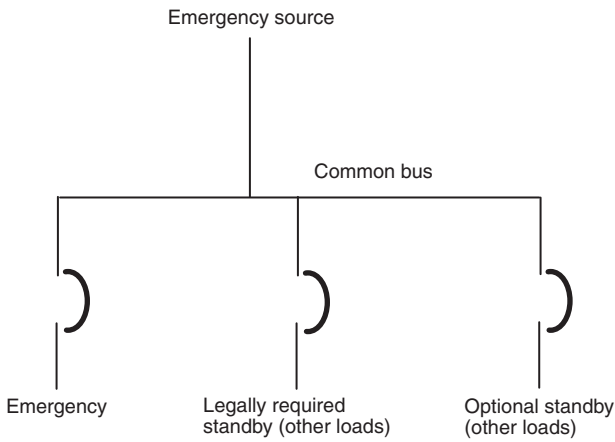 Emergency source
Common bus
Emergency
Legally required
standby (other loads)
Optional standby
(other loads)